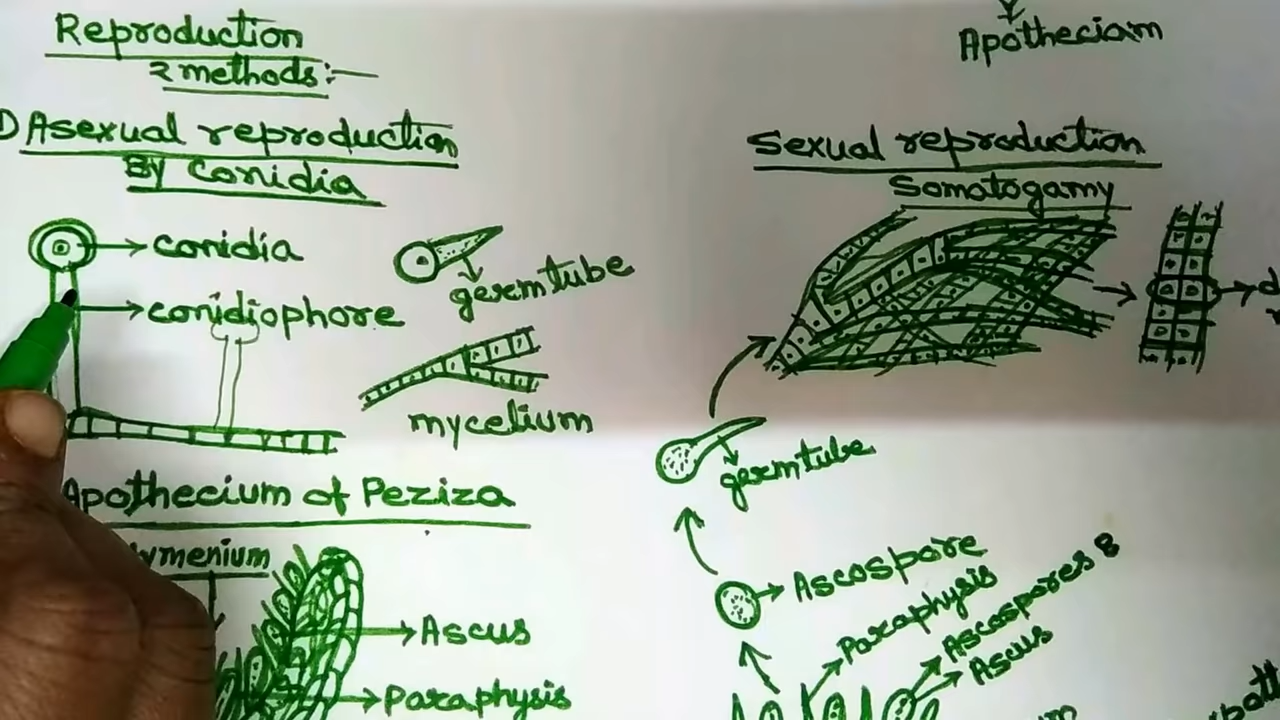 Reproduction
2 methods:-
Asexual reproduction
By Conidia
conidia
conidiophore
germtube
mycelium
Apothecium of Peziza
Ascus
Paraphysis
Apotheciam
Sexual reproduction
Somatogamy
germtube
Ascospore
Paraphysis
Ascospores 8
Ascus